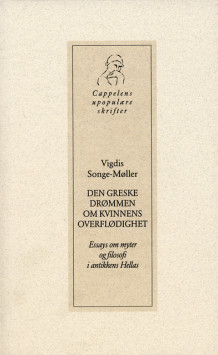 Cappelens
upopulære
skrifter
Vigdis
Songe-Møller
DEN GRESKE
DRØMMEN
OM KVINNENS
OVERFLØDIGHET
Essays om myter
og filosofi
i antikkens Hellas